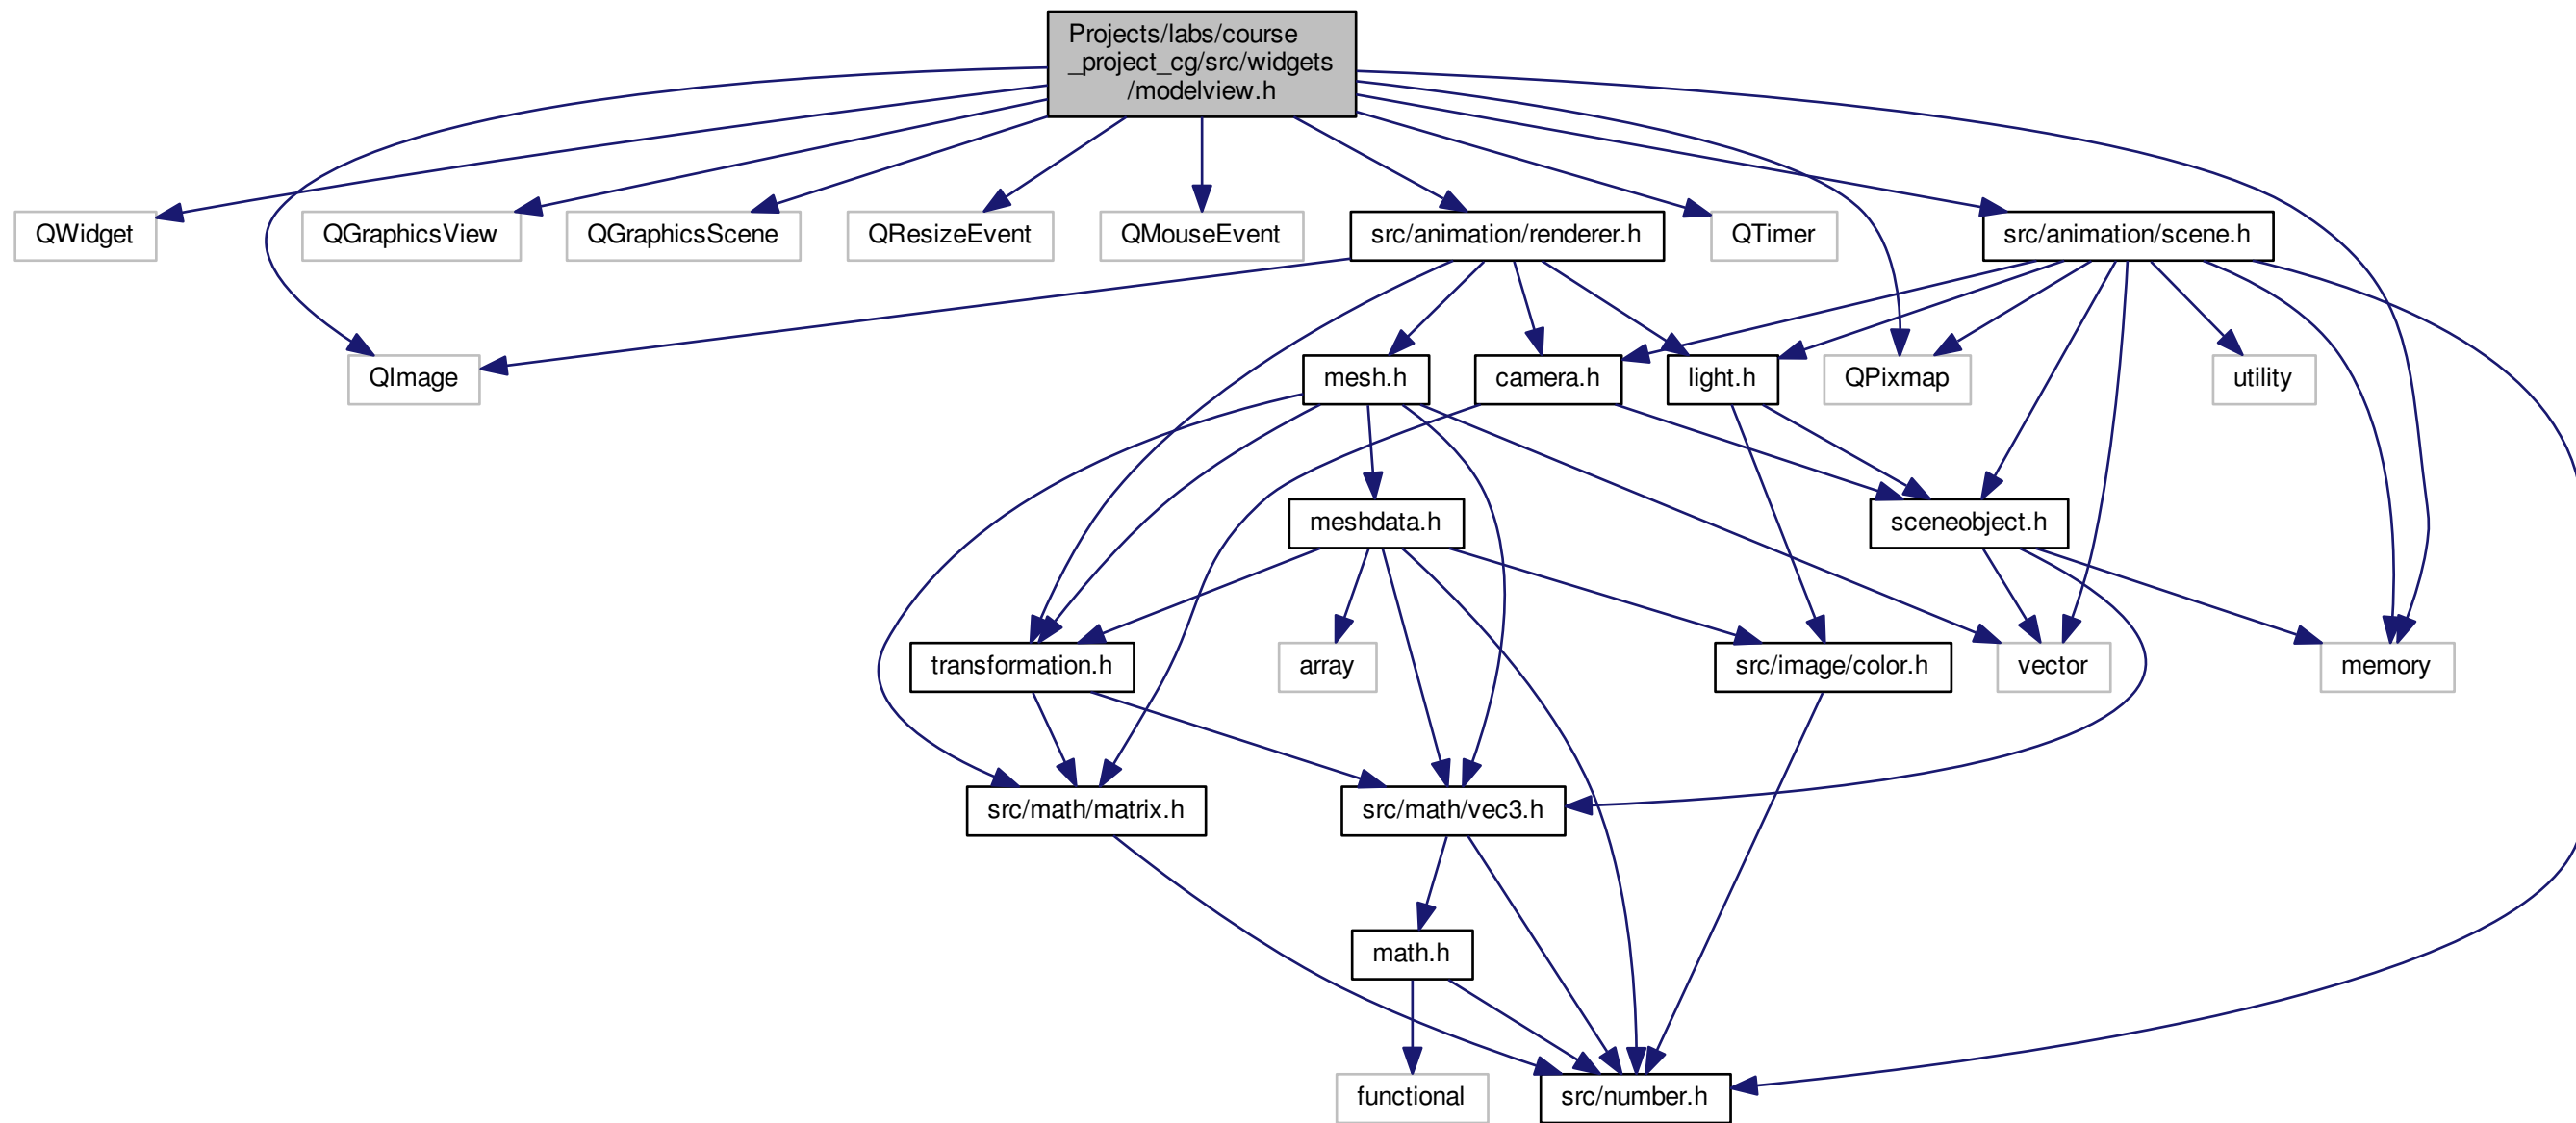 Projects/labs/course
_project_cg/src/widgets
/modelview.h
QWidget
QGraphicsView
QGraphicsScene
QResizeEvent
QMouseEvent
src/animation/renderer.h
QTimer
src/animation/scene.h
QImage
mesh.h
camera.h
light.h
QPixmap
utility
meshdata.h
sceneobject.h
transformation.h
array
src/image/color.h
vector
memory
src/math/matrix.h
src/math/vec3.h
math.h
functional
src/number.h